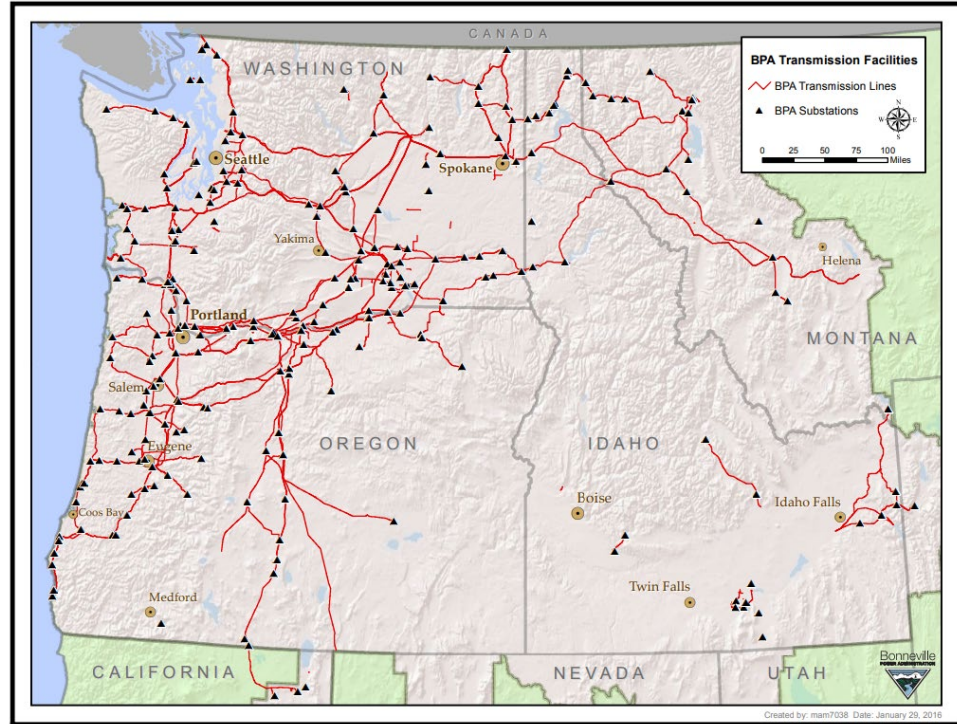 CANADA
WASHINGTON
BPA Transmission Facilities
BPA Transmission Lines
BPA Substations
N
W E
S
0 25 50 75 100
Miles
Seattle
Spokane
Yakima
Helena
Portland
MONTANA
Salem
OREGON
IDAHO
Eugene
Boise
Idaho Falls
Coos Bay
Twin Falls
Medford
CALIFORNIA
NEVADA
UTAH
Bonneville
POWER ADMINISTRATION
Created by: mam7038 Date: January 29, 2016